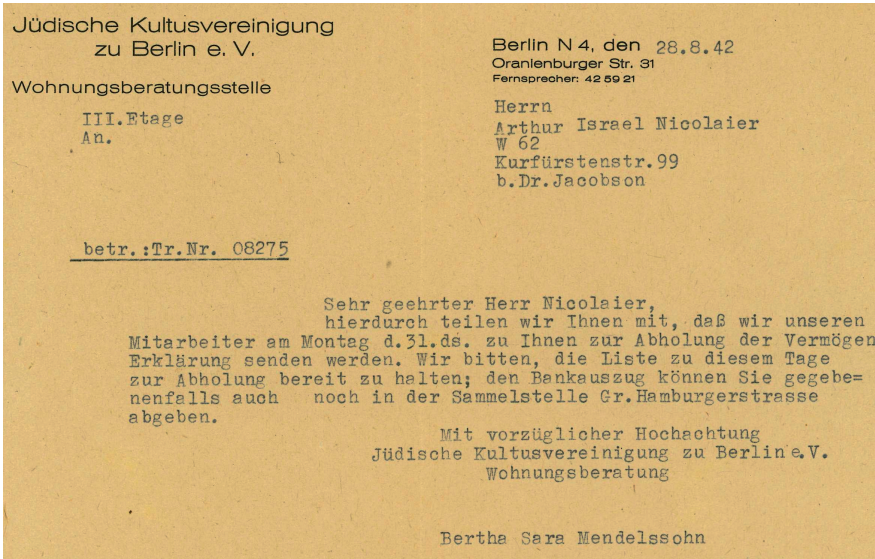 Jüdische Kultusvereinigung
zu Berlin e. V.
Wohnungsberatungsstelle
III.Etage
An.
Berlin N 4, den 28.8.42
Oranienburger Str. 31
Fernsprecher: 42 59 21
Herrn
Arthur Israel Nicolaier
W 62
Kurfürstenstr.99
b.Dr.Jacobson
betr.:Tr.Nr. 08275
Sehr geehrter Herr Nicolaier,
hierdurch teilen wir Ihnen mit, daß wir unseren
Mitarbeiter am Montag d.31.ds. zu Ihnen zur Abholung der Vermögen
Erklärung senden werden. Wir bitten, die Liste zu diesem Tage
zur Abholung bereit zu halten; den Bankauszug können Sie gegebe=
nenfalls auch noch in der Sammelstelle Gr.Hamburgerstrasse
abgeben.
Mit vorzüglicher Hochachtung
Jüdische Kultusvereinigung zu Berlin e.V.
Wohnungsberatung
Bertha Sara Mendelssohn